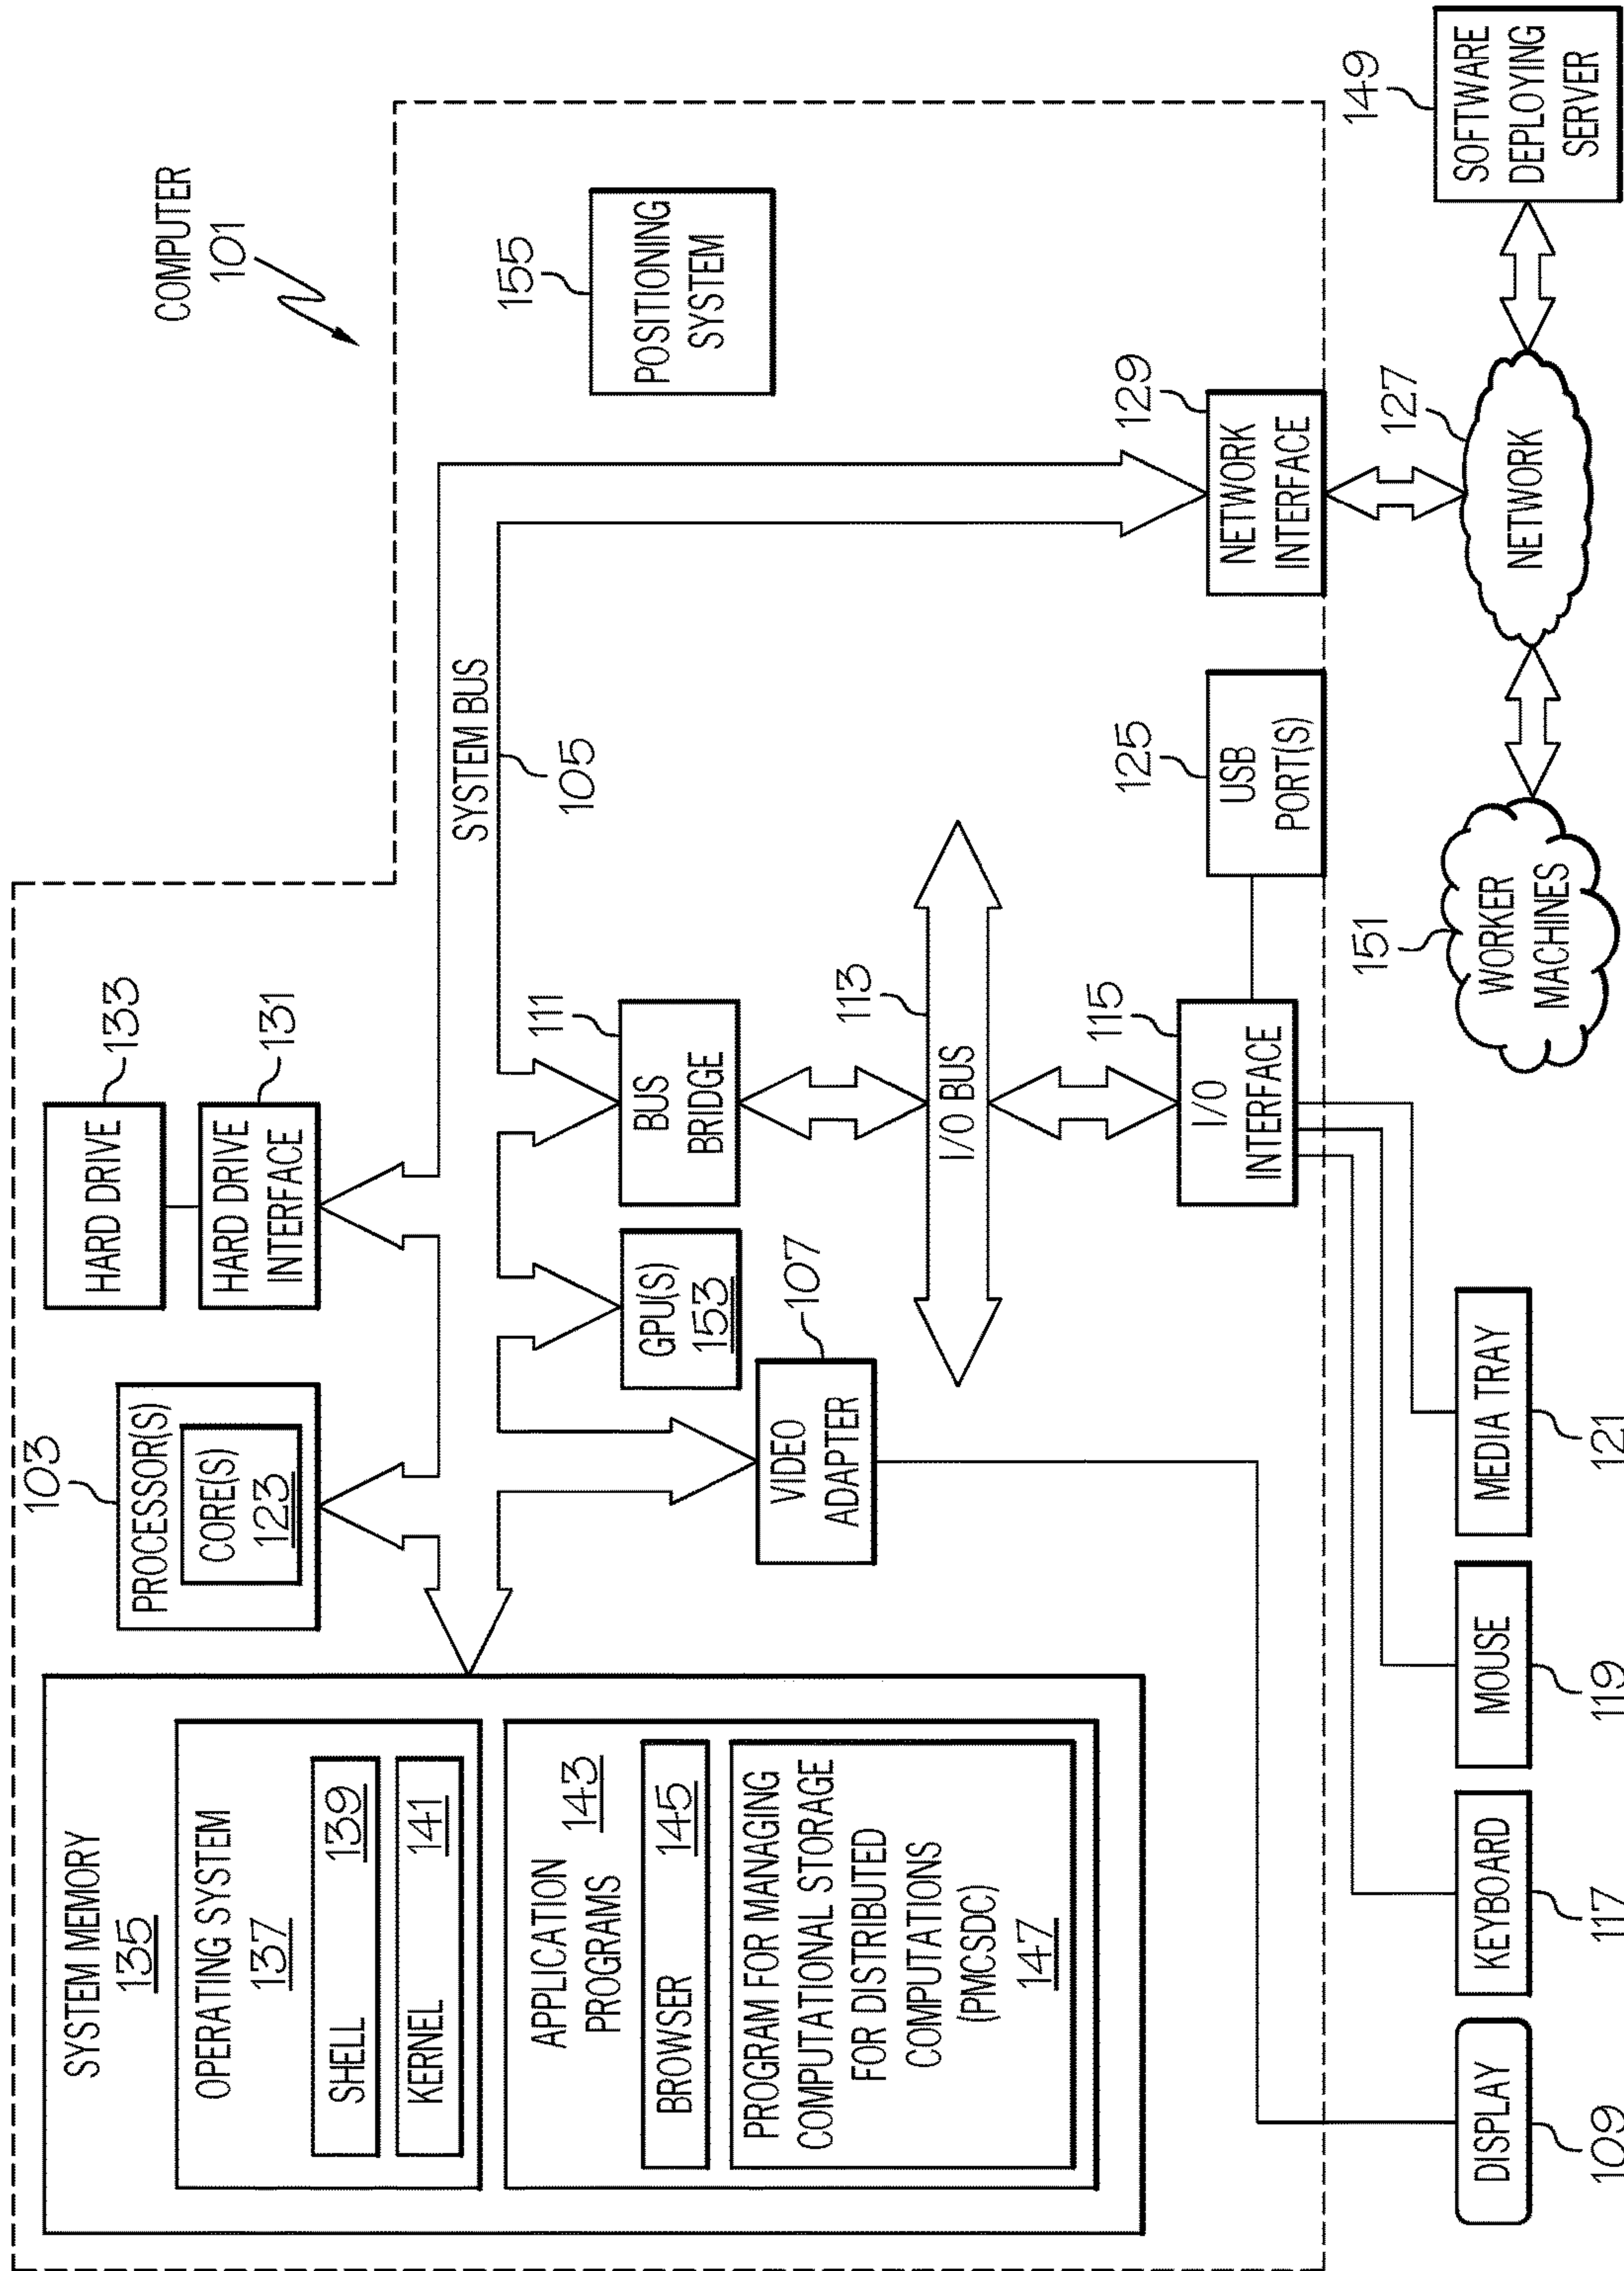 COMPUTER
101
SYSTEM MEMORY
135
OPERATING SYSTEM
137
SHELL
139
KERNEL
141
APPLICATION
PROGRAMS
143
BROWSER
145
PROGRAM FOR MANAGING
COMPUTATIONAL STORAGE
FOR DISTRIBUTED
COMPUTATIONS
(PMCSDC)
147
103
PROCESSOR(S)
CORE(S)
123
HARD DRIVE
133
HARD DRIVE
INTERFACE
131
SYSTEM BUS
105
155
POSITIONING
SYSTEM
GPU(S)
153
111
BUS
BRIDGE
VIDEO
ADAPTER
107
113
I/O BUS
115
I/O
INTERFACE
125
USB
PORT(S)
129
NETWORK
INTERFACE
DISPLAY
109
KEYBOARD
117
MOUSE
119
MEDIA TRAY
121
151
WORKER
MACHINES
127
NETWORK
149
SOFTWARE
DEPLOYING
SERVER